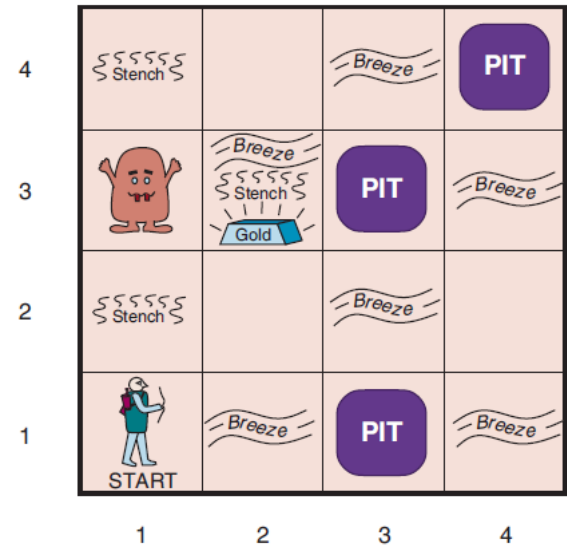 4
Stench
Breeze
PIT
3
Breeze
Stench
Gold
PIT
Breeze
2
Stench
Breeze
1
START
Breeze
PIT
Breeze
1 2 3 4